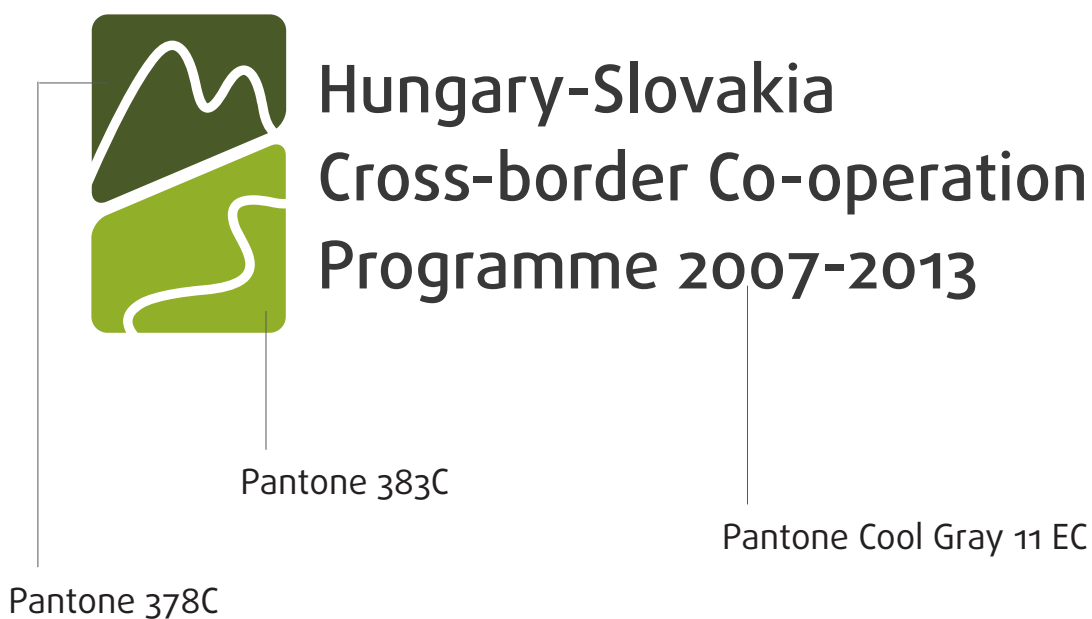 Hungary-Slovakia
Cross-border Co-operation
Programme 2007-2013
Pantone 383C
Pantone Cool Gray 11 EC
Pantone 378C